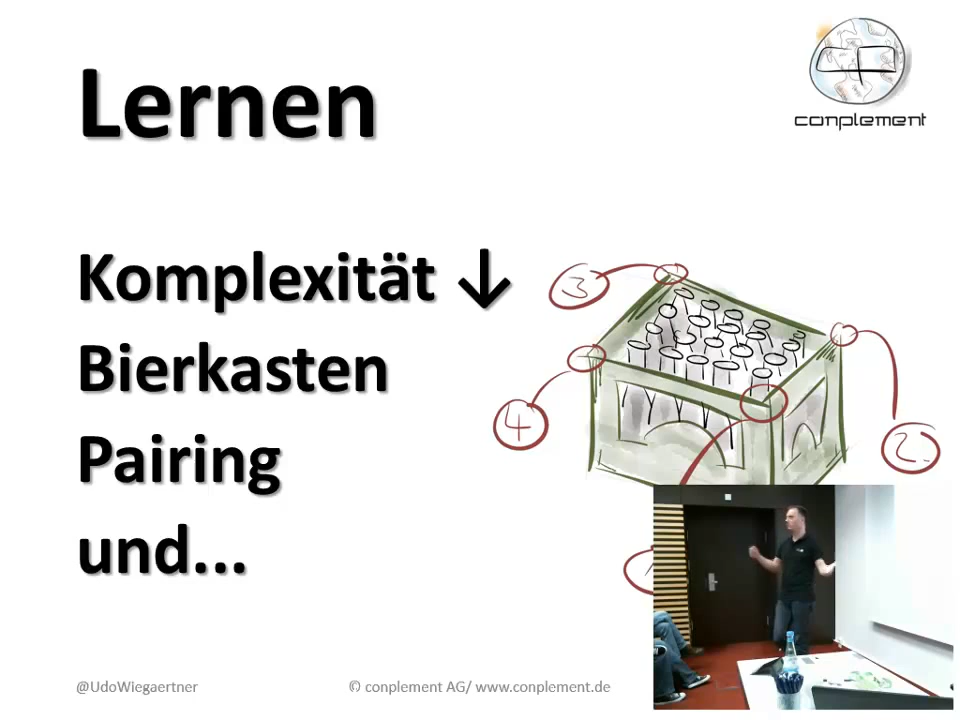 Lernen
conplement
Komplexität ↓
Bierkasten
Pairing
und...
3
4
2
@UdoWiegaertner
© conplement AG/ www.conplement.de